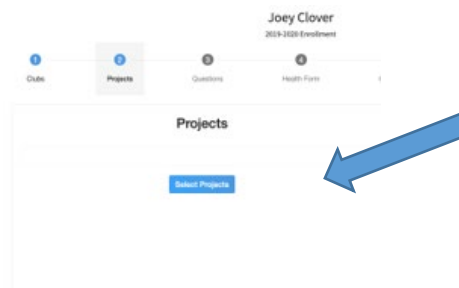 Joey Clover
2019-2020 Enrollment
1 2 3 4
Clubs Projects Questions Health Form
Projects
Select Projects